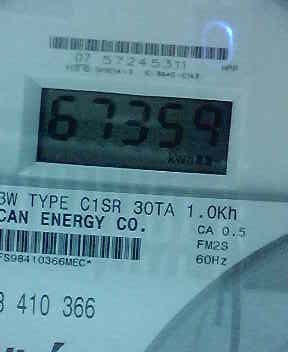 07 57245311
67359
3W TYPE C1SR 30TA 1.0Kh
CAN ENERGY CO.
CA 0.5
FM2S
FS98410366MEC*
60Hz
8 410 366